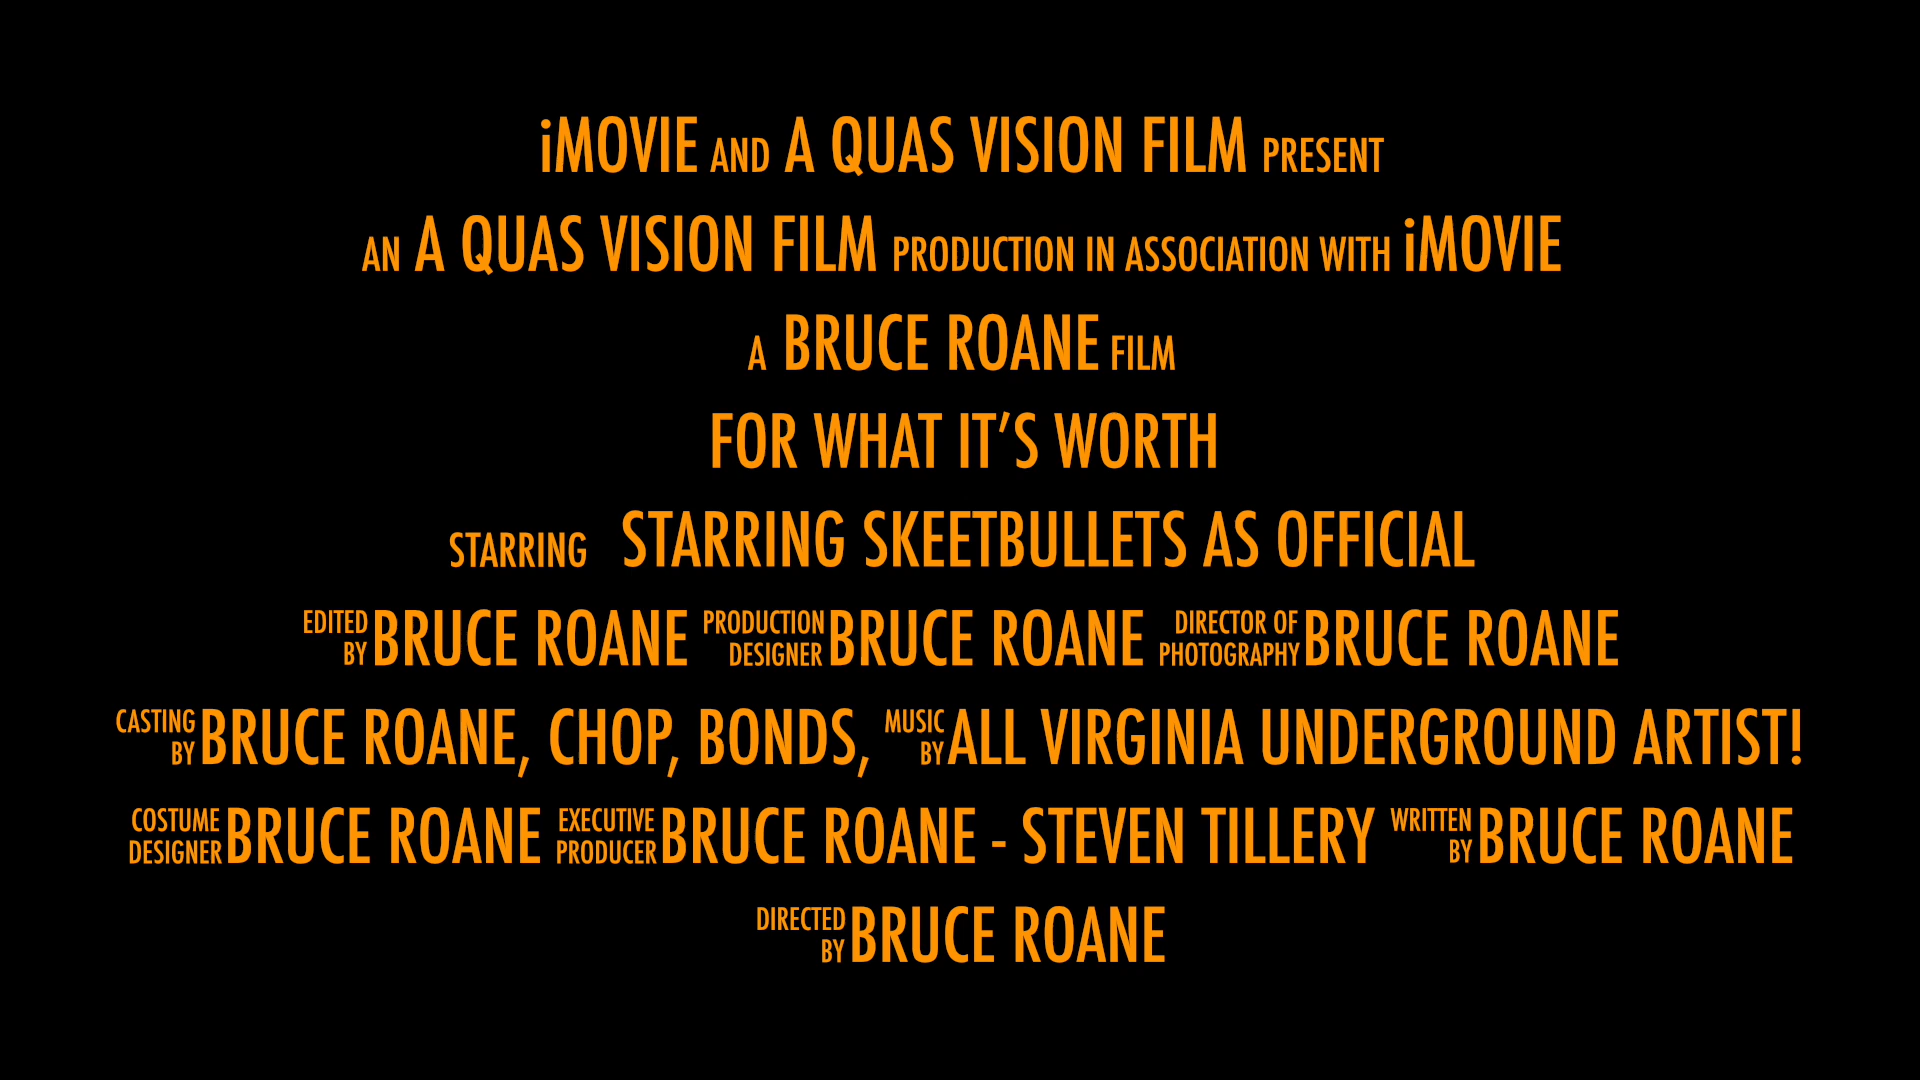 iMOVIE AND A QUAS VISION FILM PRESENT
AN A QUAS VISION FILM PRODUCTION IN ASSOCIATION WITH iMOVIE
A BRUCE ROANE FILM
FOR WHAT IT’S WORTH
STARRING STARRING SKEETBULLETS AS OFFICIAL
EDITED BY BRUCE ROANE PRODUCTION DESIGNER BRUCE ROANE DIRECTOR OF PHOTOGRAPHY BRUCE ROANE
CASTING BY BRUCE ROANE, CHOP, BONDS, MUSIC BY ALL VIRGINIA UNDERGROUND ARTIST!
COSTUME DESIGNER BRUCE ROANE EXECUTIVE PRODUCER BRUCE ROANE - STEVEN TILLERY WRITTEN BY BRUCE ROANE
DIRECTED BY BRUCE ROANE